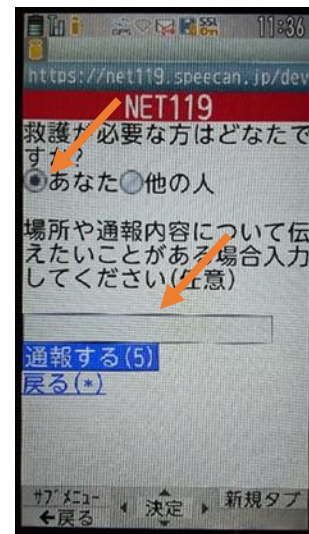 SSL 11:36
https://net119.speecan.jp/dev
NET119
救護が必要な方はどなたで
すか?
あなた 他の人
場所や通報内容について伝
えたいことがある場合入力
してください(任意)
通報する(5)
戻る(*)
サブメニュー 決定 新規タブ
戻る